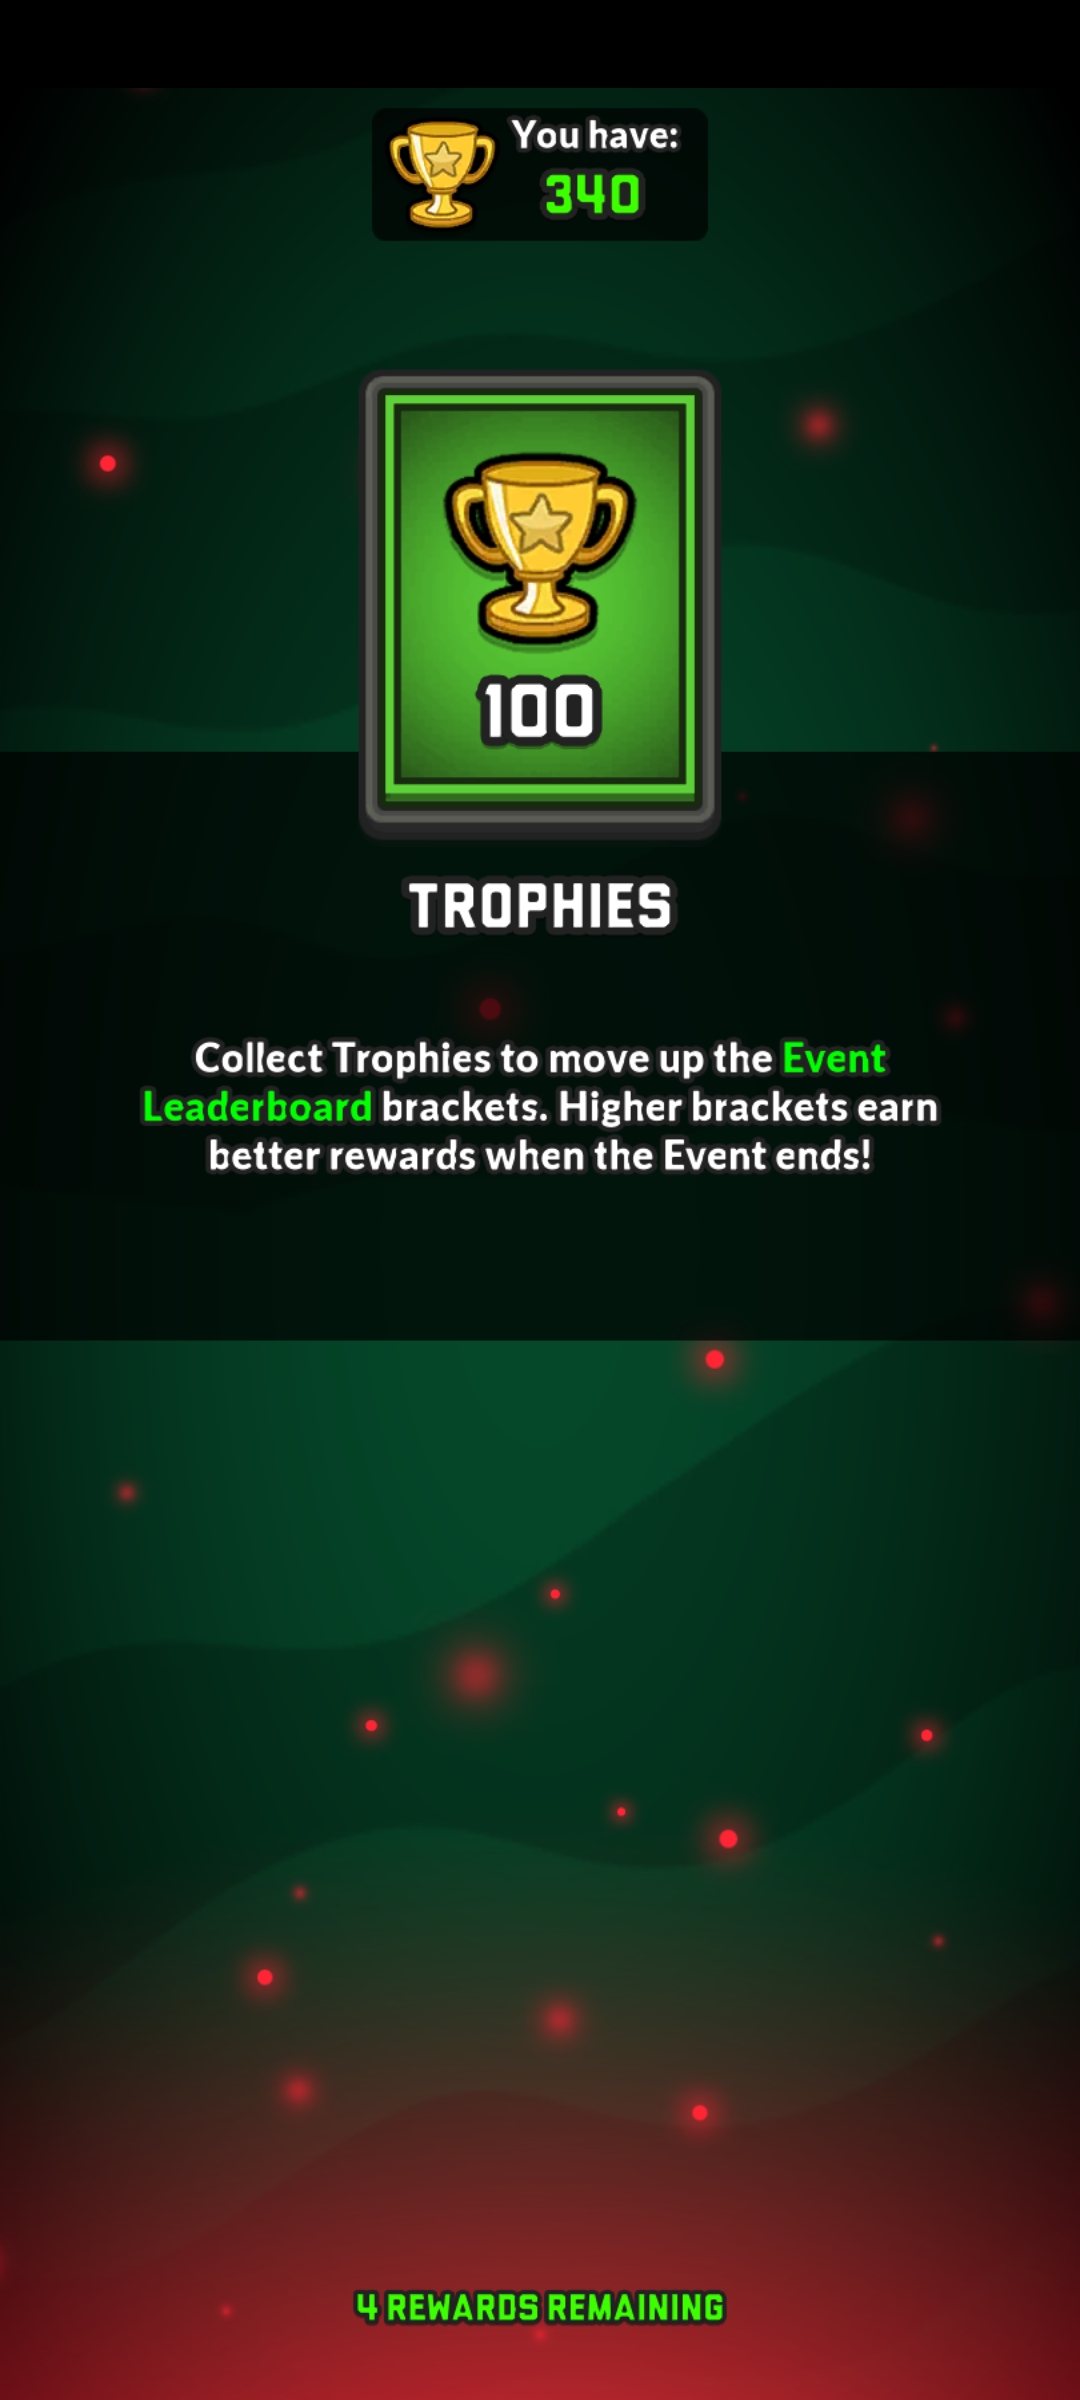 You have:
340
100
TROPHIES
Collect Trophies to move up the Event
Leaderboard brackets. Higher brackets earn
better rewards when the Event ends!
4 REWARDS REMAINING